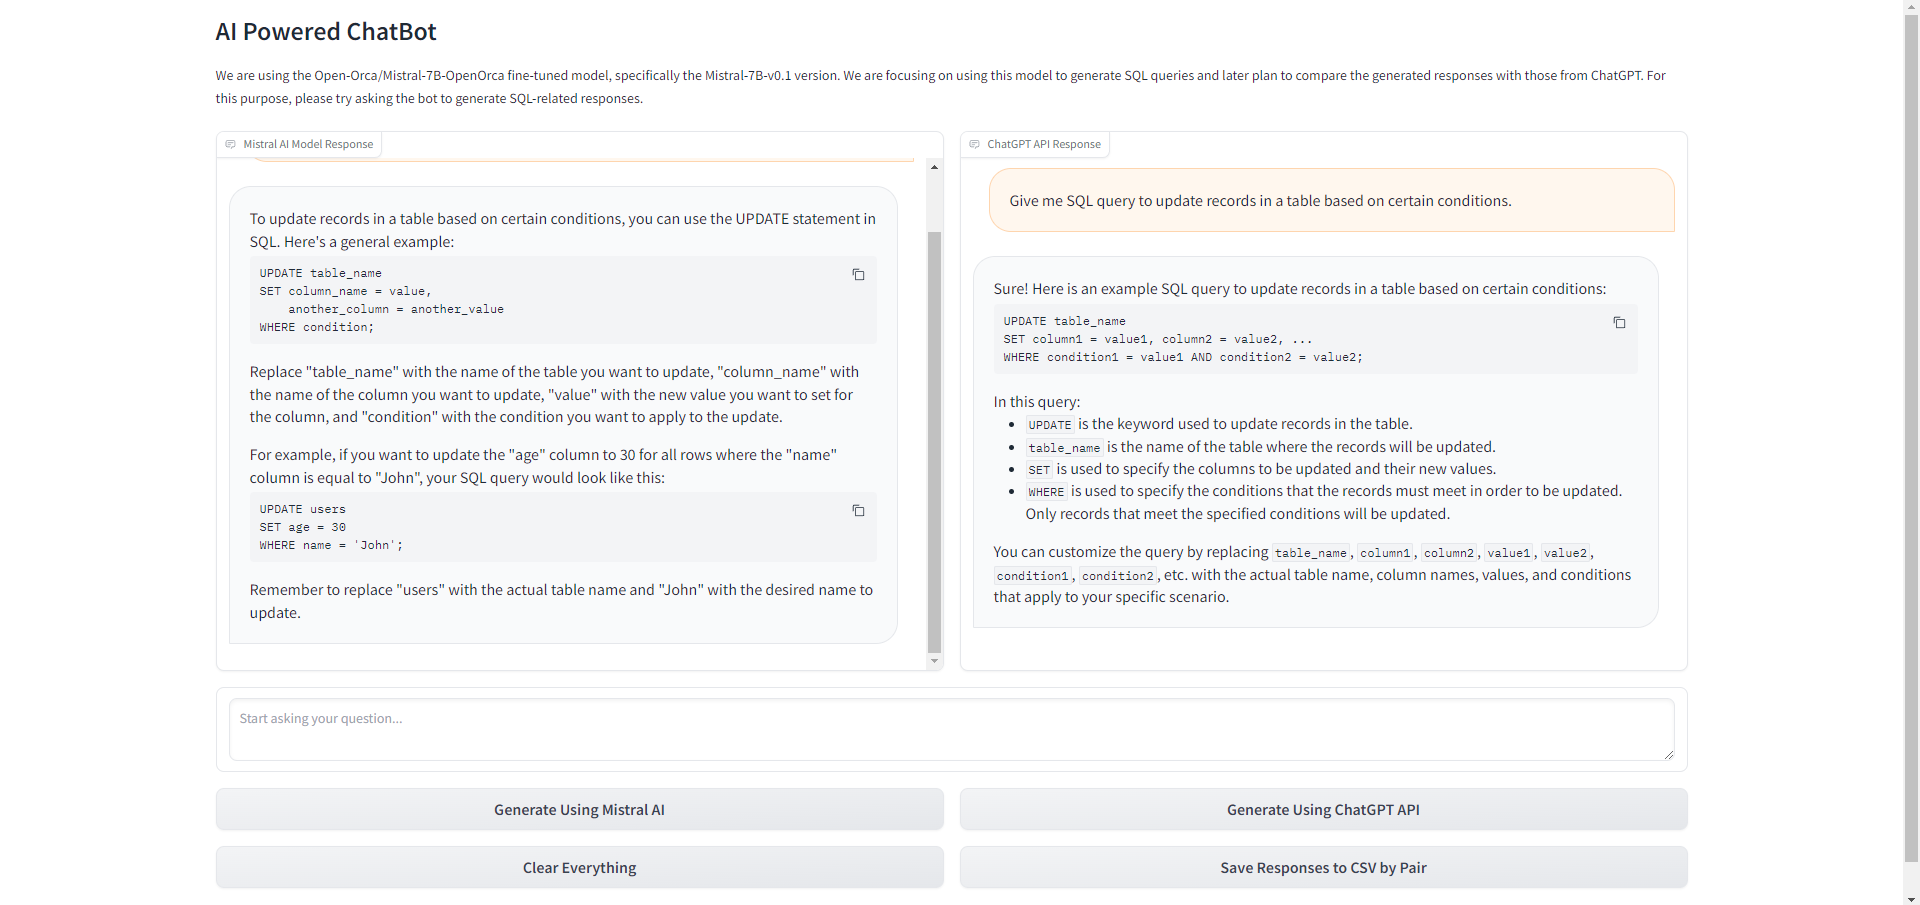 AI Powered ChatBot
We are using the Open-Orca/Mistral-7B-OpenOrca fine-tuned model, specifically the Mistral-7B-v0.1 version. We are focusing on using this model to generate SQL queries and later plan to compare the generated responses with those from ChatGPT. For
this purpose, please try asking the bot to generate SQL-related responses.
Mistral AI Model Response
To update records in a table based on certain conditions, you can use the UPDATE statement in
SQL. Here's a general example:
UPDATE table_name
SET column_name = value,
    another_column = another_value
WHERE condition;
Replace "table_name" with the name of the table you want to update, "column_name" with
the name of the column you want to update, "value" with the new value you want to set for
the column, and "condition" with the condition you want to apply to the update.
For example, if you want to update the "age" column to 30 for all rows where the "name"
column is equal to "John", your SQL query would look like this:
UPDATE users
SET age = 30
WHERE name = 'John';
Remember to replace "users" with the actual table name and "John" with the desired name to
update.
ChatGPT API Response
Give me SQL query to update records in a table based on certain conditions.
Sure! Here is an example SQL query to update records in a table based on certain conditions:
UPDATE table_name
SET column1 = value1, column2 = value2, ...
WHERE condition1 = value1 AND condition2 = value2;
In this query:
• UPDATE is the keyword used to update records in the table.
• table_name is the name of the table where the records will be updated.
• SET is used to specify the columns to be updated and their new values.
• WHERE is used to specify the conditions that the records must meet in order to be updated.
Only records that meet the specified conditions will be updated.
You can customize the query by replacing table_name, column1, column2, value1, value2,
condition1, condition2, etc. with the actual table name, column names, values, and conditions
that apply to your specific scenario.
Start asking your question...
Generate Using Mistral AI
Generate Using ChatGPT API
Clear Everything
Save Responses to CSV by Pair